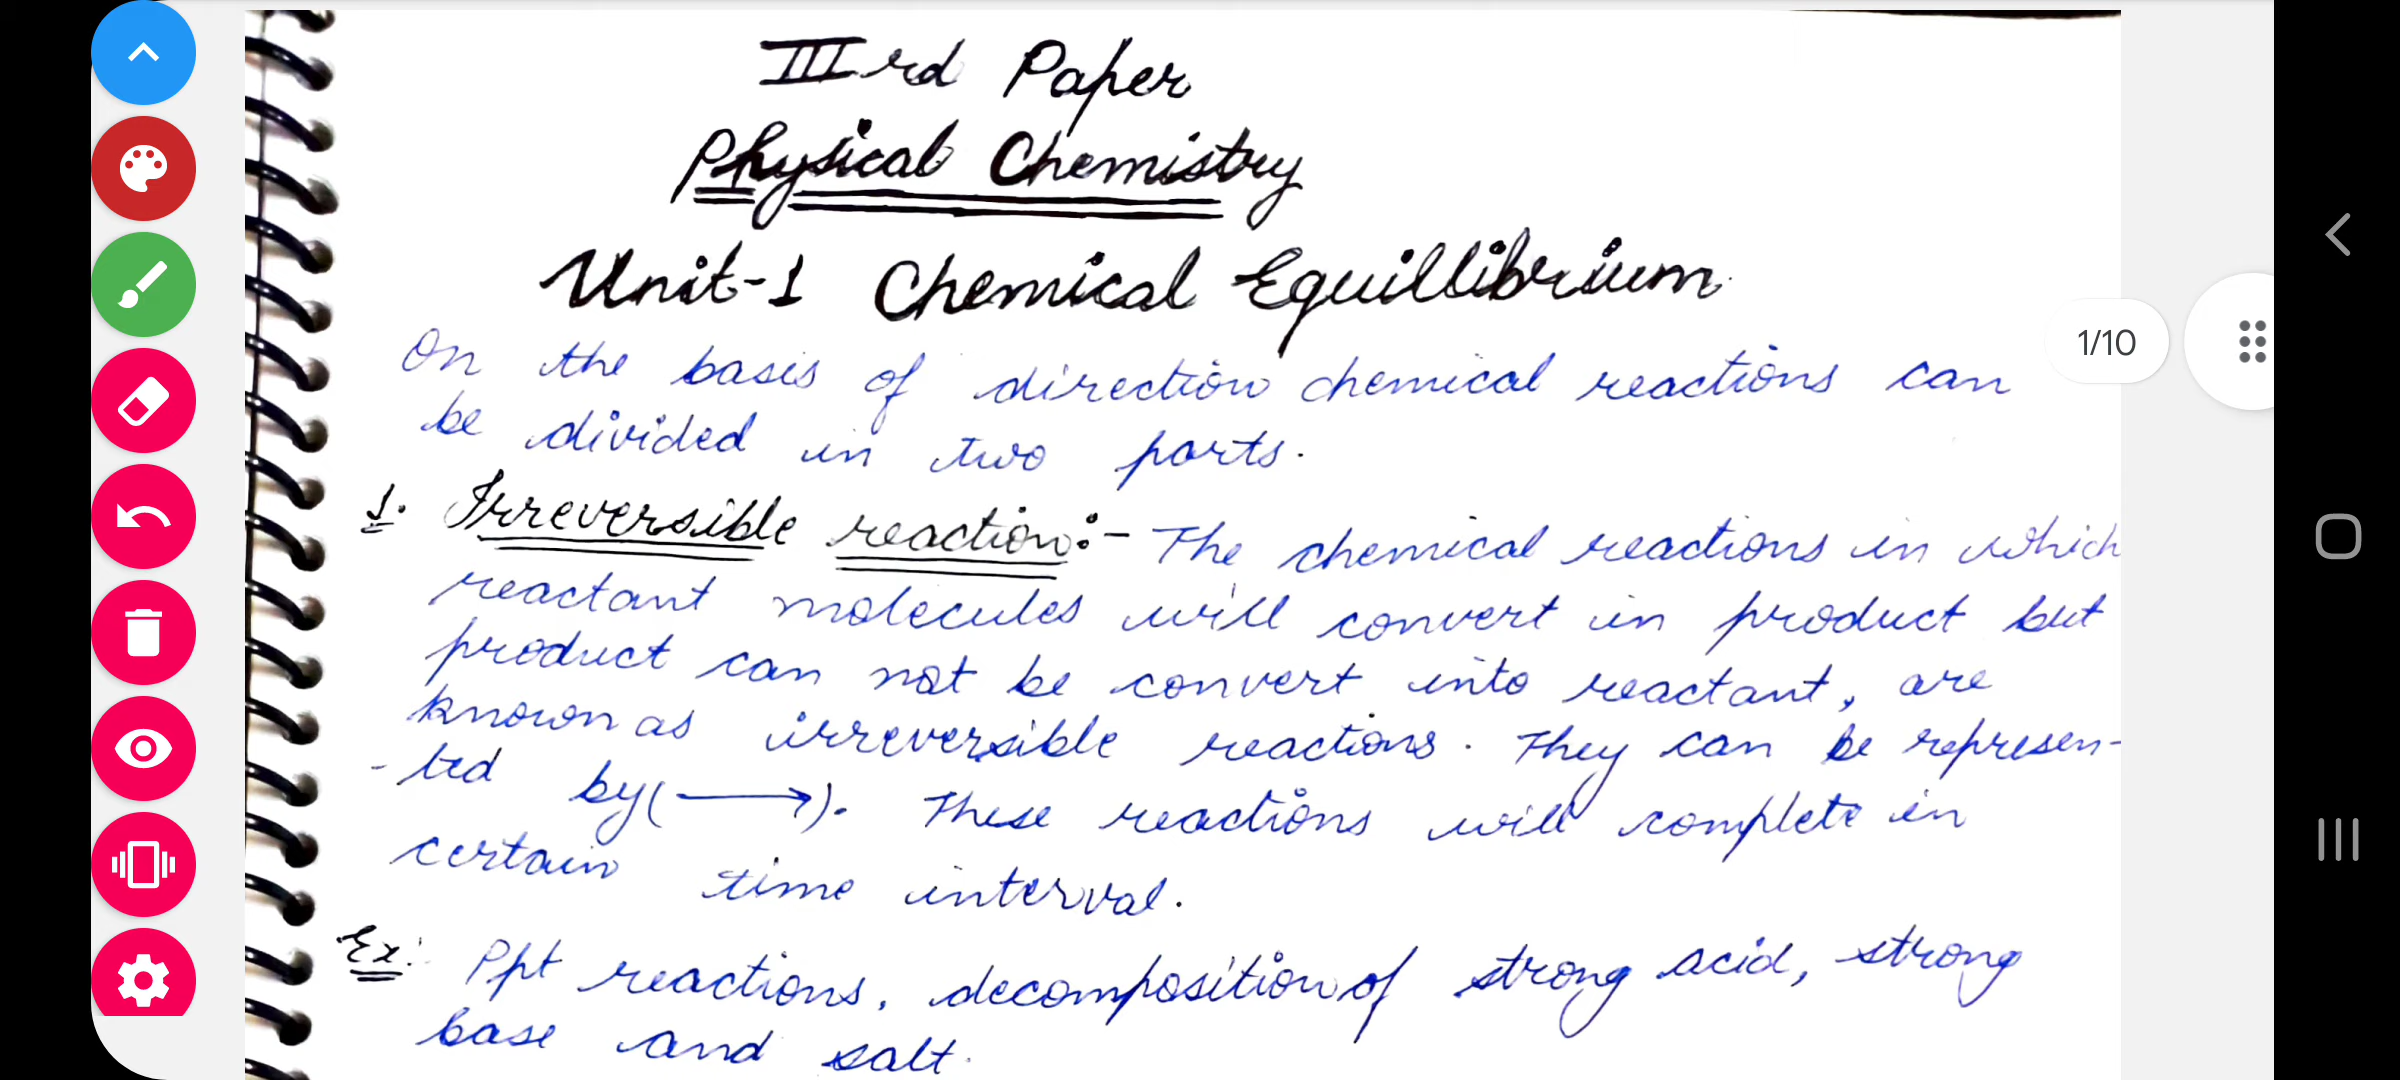 IIIrd Paper
Physical Chemistry
Unit-1 Chemical Equillibrium
On the basis of direction chemical reactions can
be divided in two parts.
1. Irreversible reaction:- The chemical reactions in which
reactant molecules will convert in product but
product can not be convert into reactant, are
known as irreversible reactions. They can be represen-
-ted by (⟶). These reactions will complete in
certain time interval.
Ex: Ppt reactions, decomposition of strong acid, strong
base and salt.
1/10